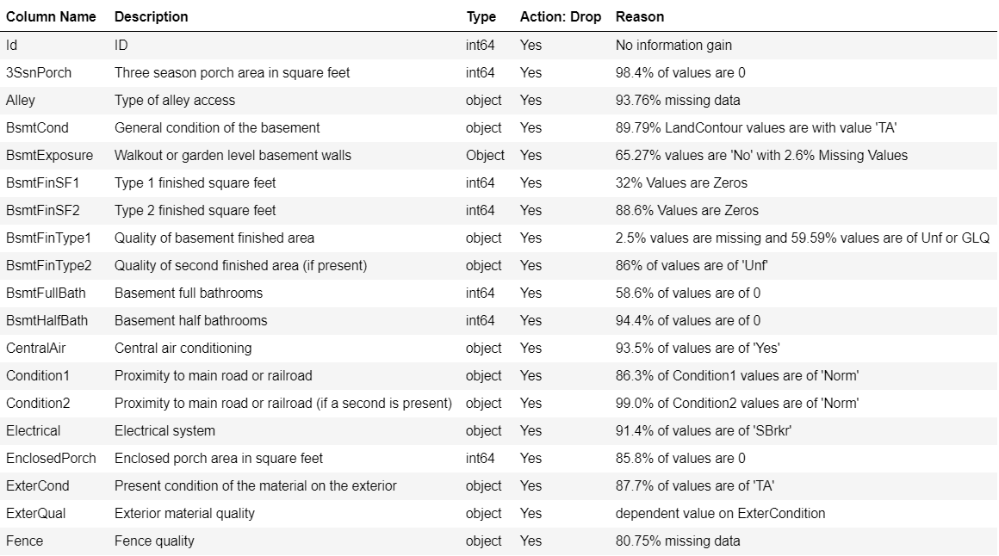 Column Name Description Type Action: Drop Reason
Id ID int64 Yes No information gain
3SsnPorch Three season porch area in square feet int64 Yes 98.4% of values are 0
Alley Type of alley access object Yes 93.76% missing data
BsmtCond General condition of the basement object Yes 89.79% LandContour values are with value 'TA'
BsmtExposure Walkout or garden level basement walls Object Yes 65.27% values are 'No' with 2.6% Missing Values
BsmtFinSF1 Type 1 finished square feet int64 Yes 32% Values are Zeros
BsmtFinSF2 Type 2 finished square feet int64 Yes 88.6% Values are Zeros
BsmtFinType1 Quality of basement finished area object Yes 2.5% values are missing and 59.59% values are of Unf or GLQ
BsmtFinType2 Quality of second finished area (if present) object Yes 86% of values are of 'Unf'
BsmtFullBath Basement full bathrooms int64 Yes 58.6% of values are of 0
BsmtHalfBath Basement half bathrooms int64 Yes 94.4% of values are of 0
CentralAir Central air conditioning object Yes 93.5% of values are of 'Yes'
Condition1 Proximity to main road or railroad object Yes 86.3% of Condition1 values are of 'Norm'
Condition2 Proximity to main road or railroad (if a second is present) object Yes 99.0% of Condition2 values are of 'Norm'
Electrical Electrical system object Yes 91.4% of values are of 'SBrkr'
EnclosedPorch Enclosed porch area in square feet int64 Yes 85.8% of values are 0
ExterCond Present condition of the material on the exterior object Yes 87.7% of values are of 'TA'
ExterQual Exterior material quality object Yes dependent value on ExterCondition
Fence Fence quality object Yes 80.75% missing data